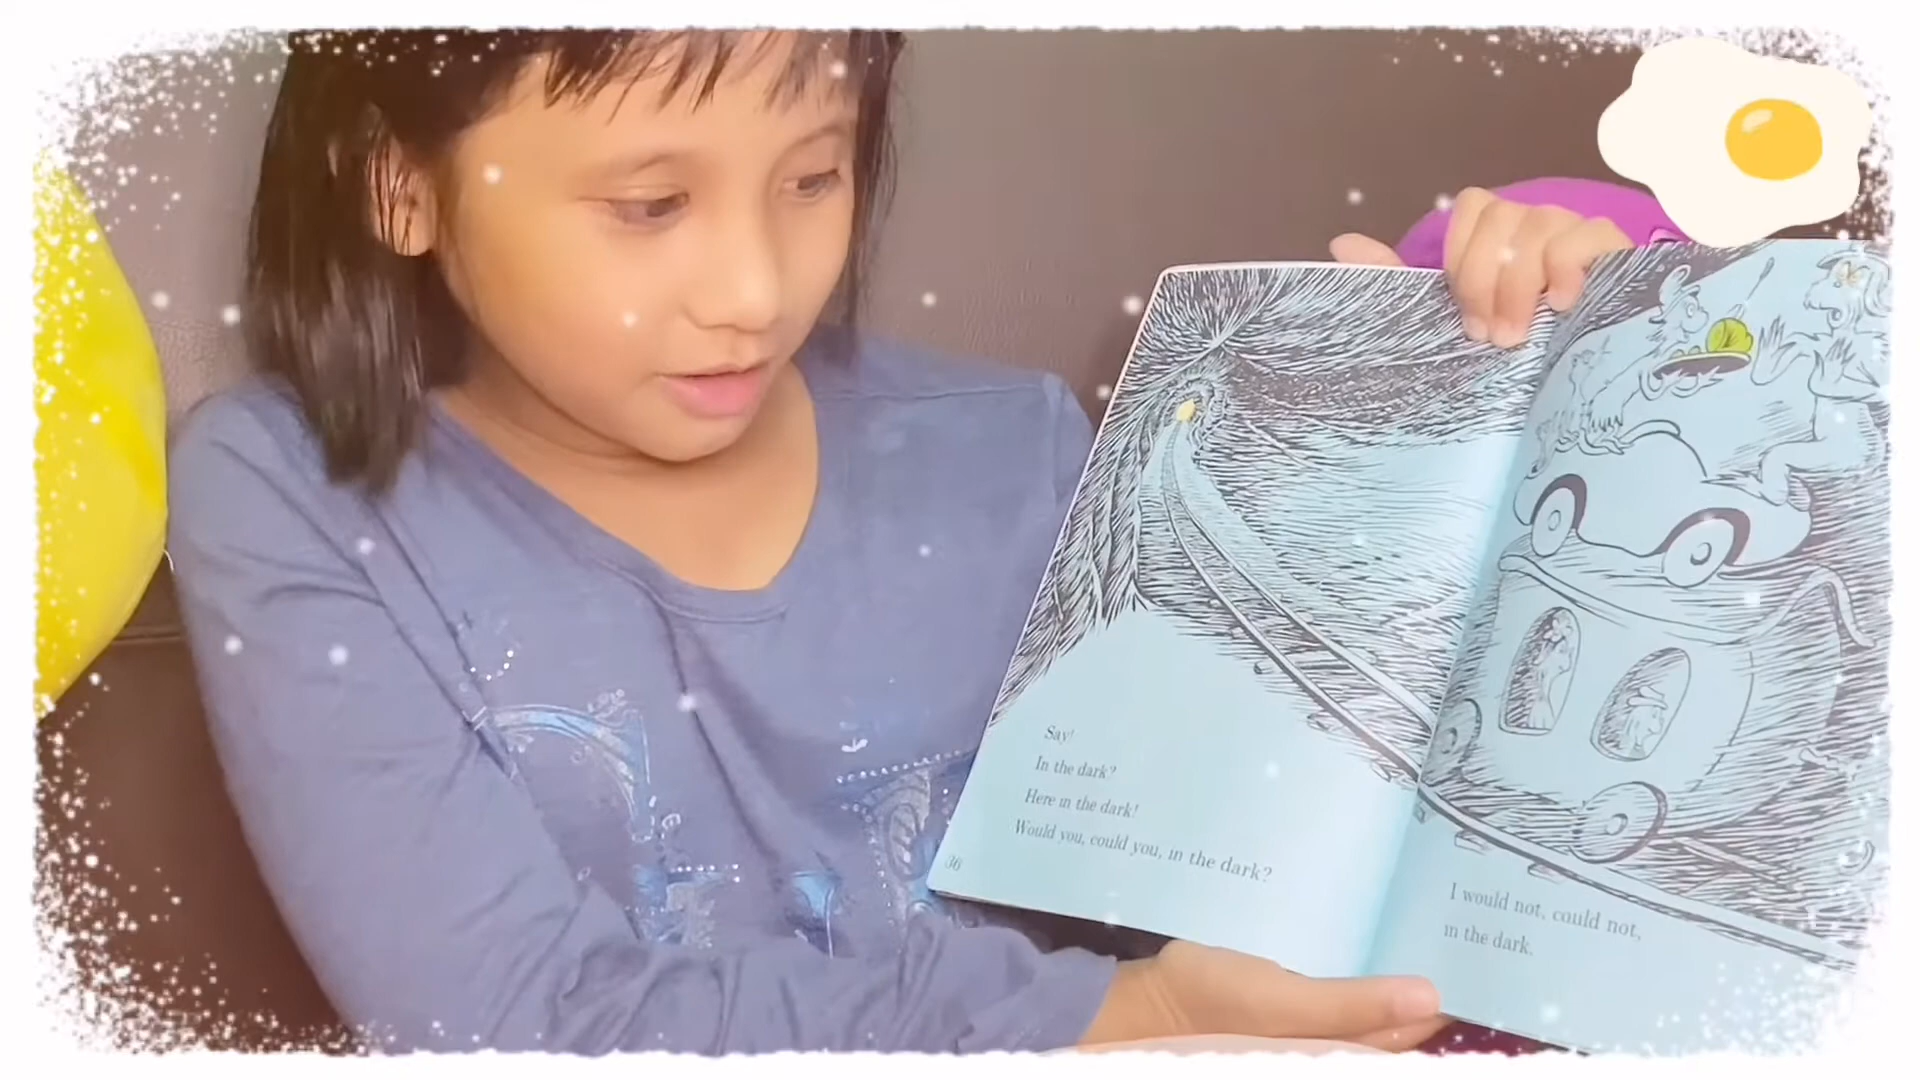 Say!
In the dark?
Here in the dark!
Would you, could you, in the dark?
36
I would not, could not,
in the dark.